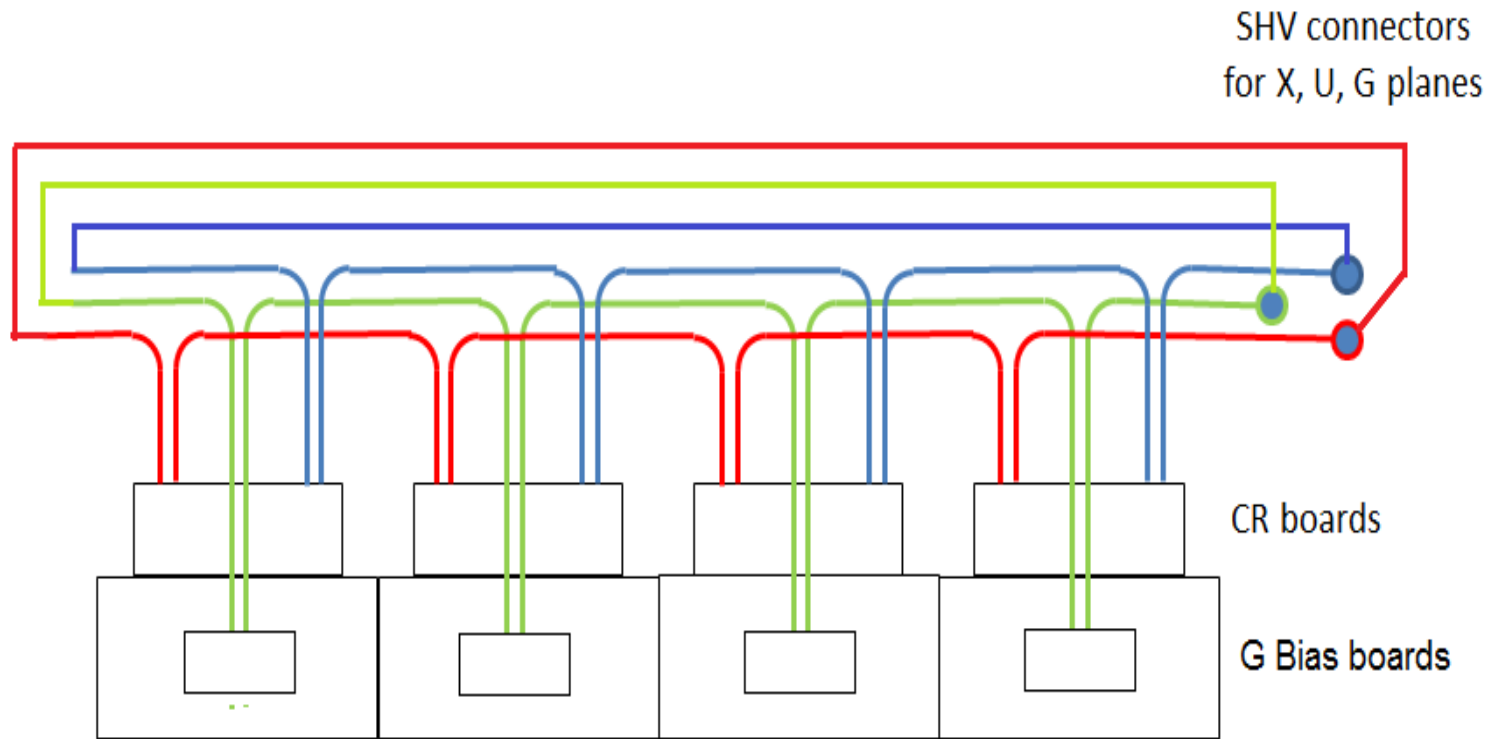 SHV connectors
for X, U, G planes
CR boards
G Bias boards